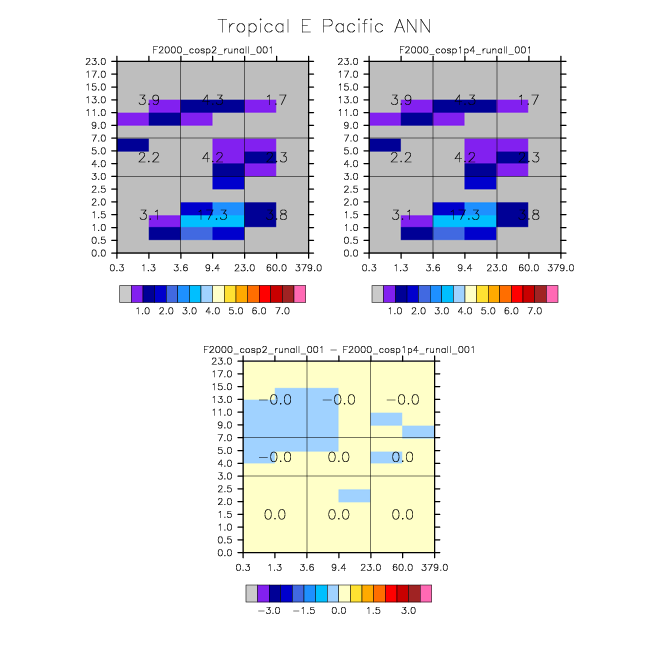 Tropical E Pacific ANN
F2000_cosp2_runall_001 F2000_cosp1p4_runall_001
23.0 23.0
17.0 17.0
15.0 15.0
13.0 3.9 4.3 1.7 13.0 3.9 4.3 1.7
11.0 11.0
9.0 9.0
7.0 7.0
5.0 5.0
4.0 2.2 4.2 2.3 4.0 2.2 4.2 2.3
3.0 3.0
2.5 2.5
2.0 2.0
1.5 3.1 17.3 3.8 1.5 3.1 17.3 3.8
1.0 1.0
0.5 0.5
0.0 0.0
0.3 1.3 3.6 9.4 23.0 60.0 379.0 0.3 1.3 3.6 9.4 23.0 60.0 379.0
1.0 2.0 3.0 4.0 5.0 6.0 7.0 1.0 2.0 3.0 4.0 5.0 6.0 7.0
F2000_cosp2_runall_001 − F2000_cosp1p4_runall_001
23.0
17.0
15.0
13.0 −0.0 −0.0 −0.0
11.0
9.0
7.0
5.0
4.0 −0.0 0.0 0.0
3.0
2.5
2.0
1.5 0.0 0.0 0.0
1.0
0.5
0.0
0.3 1.3 3.6 9.4 23.0 60.0 379.0
−3.0 −1.5 0.0 1.5 3.0